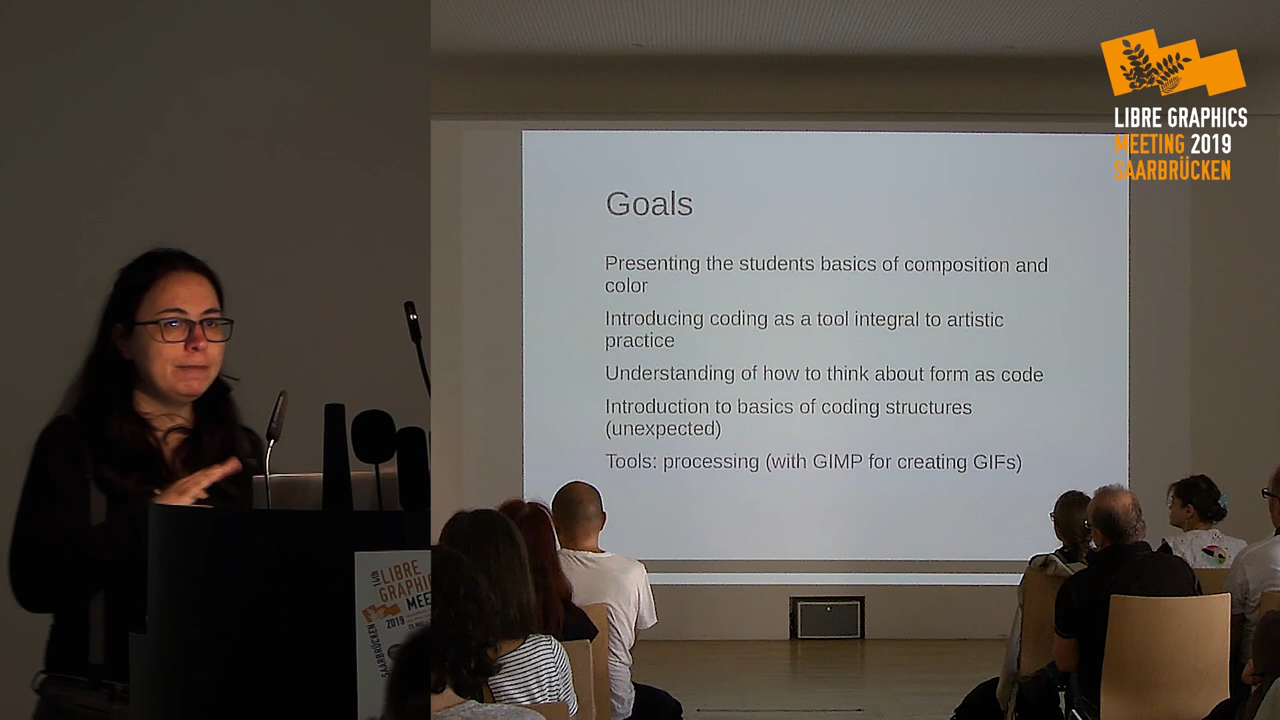 LIBRE GRAPHICS
MEETING 2019
SAARBRÜCKEN
Goals
Presenting the students basics of composition and
color
Introducing coding as a tool integral to artistic
practice
Understanding of how to think about form as code
Introduction to basics of coding structures
(unexpected)
Tools: processing (with GIMP for creating GIFs)
LIBRE
2019
SAARBRÜCKEN